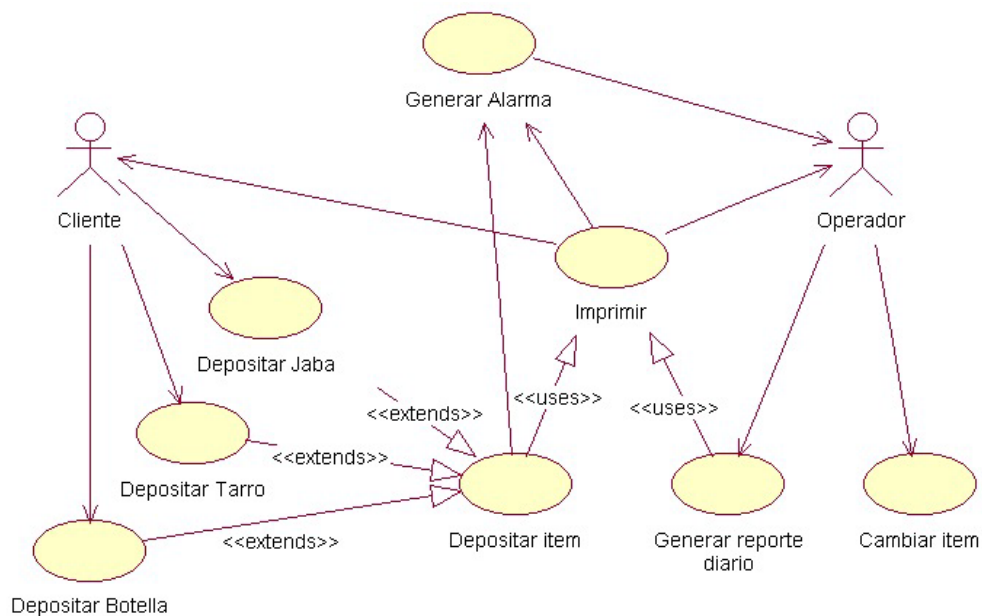 Generar Alarma
Cliente
Operador
Imprimir
Depositar Jaba
<<extends>>
<<uses>>
<<uses>>
<<extends>>
Depositar Tarro
<<extends>>
Depositar item
Generar reporte
diario
Cambiar item
Depositar Botella